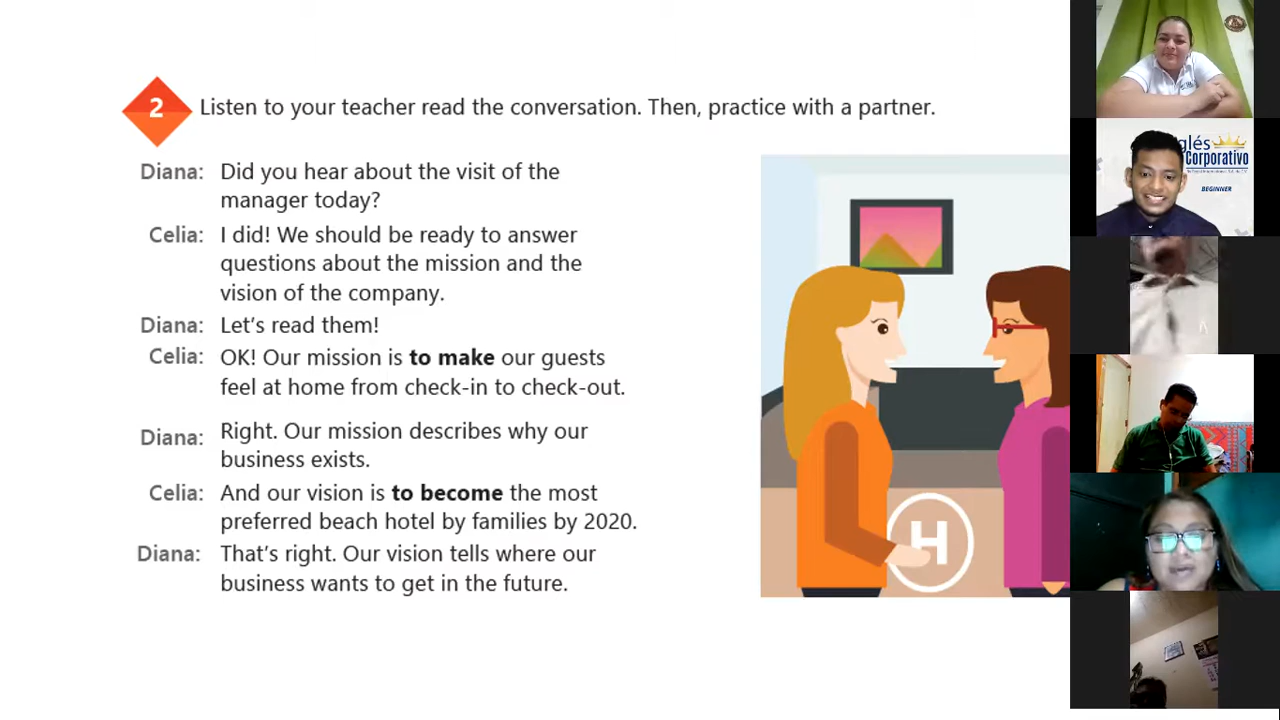 2 Listen to your teacher read the conversation. Then, practice with a partner.
Diana: Did you hear about the visit of the
manager today?
Celia: I did! We should be ready to answer
questions about the mission and the
vision of the company.
Diana: Let's read them!
Celia: OK! Our mission is to make our guests
feel at home from check-in to check-out.
Diana: Right. Our mission describes why our
business exists.
Celia: And our vision is to become the most
preferred beach hotel by families by 2020.
Diana: That's right. Our vision tells where our
business wants to get in the future.
H
glés
Corporativo
BEGINNER